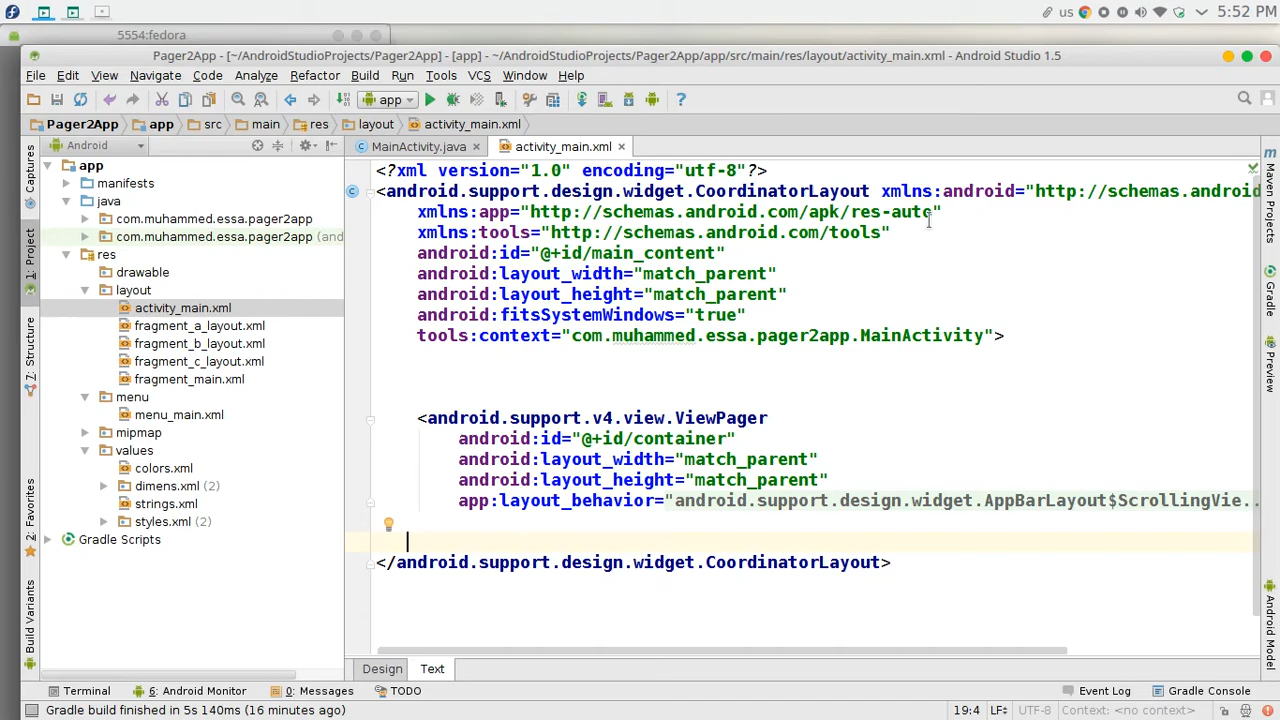 us
5:52 PM
5554:fedora
Pager2App - [~/AndroidStudioProjects/Pager2App] - [app] - ~/AndroidStudioProjects/Pager2App/app/src/main/res/layout/activity_main.xml - Android Studio 1.5
File Edit View Navigate Code Analyze Refactor Build Run Tools VCS Window Help
app
Pager2App app src main res layout activity_main.xml
Android
MainActivity.java activity_main.xml
app
manifests
java
com.muhammed.essa.pager2app
com.muhammed.essa.pager2app (and
res
drawable
layout
activity_main.xml
fragment_a_layout.xml
fragment_b_layout.xml
fragment_c_layout.xml
fragment_main.xml
menu
menu_main.xml
mipmap
values
colors.xml
dimens.xml (2)
strings.xml
styles.xml (2)
Gradle Scripts
Captures
1: Project
7: Structure
2: Favorites
Build Variants
<?xml version="1.0" encoding="utf-8"?>
<android.support.design.widget.CoordinatorLayout xmlns:android="http://schemas.android
xmlns:app="http://schemas.android.com/apk/res-auto"
xmlns:tools="http://schemas.android.com/tools"
android:id="@+id/main_content"
android:layout_width="match_parent"
android:layout_height="match_parent"
android:fitsSystemWindows="true"
tools:context="com.muhammed.essa.pager2app.MainActivity">
<android.support.v4.view.ViewPager
android:id="@+id/container"
android:layout_width="match_parent"
android:layout_height="match_parent"
app:layout_behavior="android.support.design.widget.AppBarLayout$ScrollingVie...
</android.support.design.widget.CoordinatorLayout>
Maven Projects
Gradle
Preview
Android Model
Design Text
Terminal 6: Android Monitor 0: Messages TODO Event Log Gradle Console
Gradle build finished in 5s 140ms (16 minutes ago) 19:4 LF÷ UTF-8 Context: <no context>